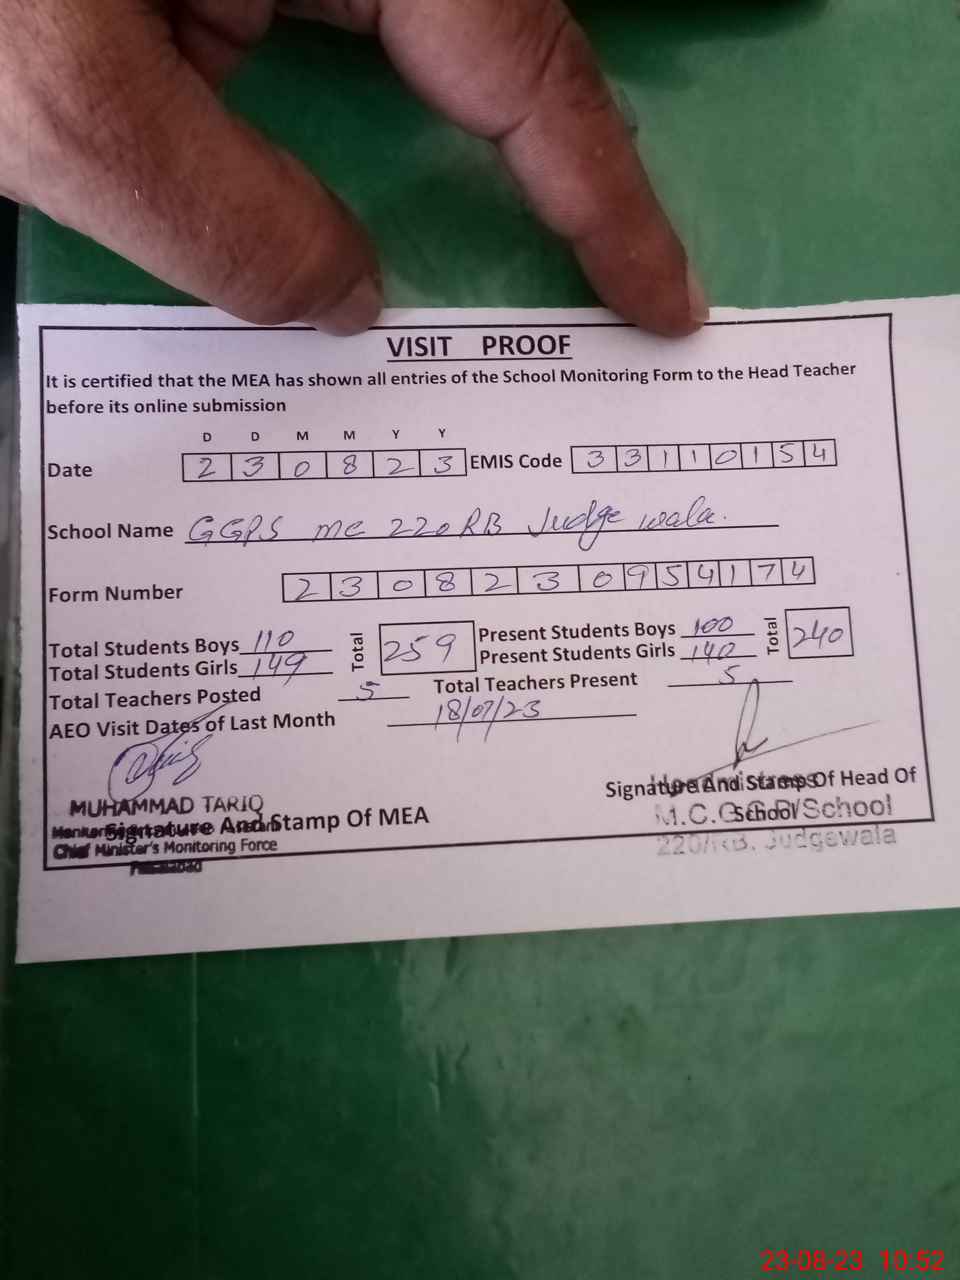 VISIT PROOF
It is certified that the MEA has shown all entries of the School Monitoring Form to the Head Teacher
before its online submission
D D M M Y Y
Date 2 3 0 8 2 3 EMIS Code 3 3 1 1 0 1 5 4
School Name GGPS mc 220 RB Judge wala.
Form Number 2 3 0 8 2 3 0 9 5 4 1 7 4
Total Students Boys 110 Total 259 Present Students Boys 100 Total 240
Total Students Girls 149 Present Students Girls 140
Total Teachers Posted 5 Total Teachers Present 5
AEO Visit Dates of Last Month 18/07/23
Signature And Stamp Of Head Of
School
Headmistress
M.C.G.G.P/School
220/RB. Judgewala
MUHAMMAD TARIQ
Signature And Stamp Of MEA
Chief Minister's Monitoring Force
Faisalabad
23-08-23 10:52